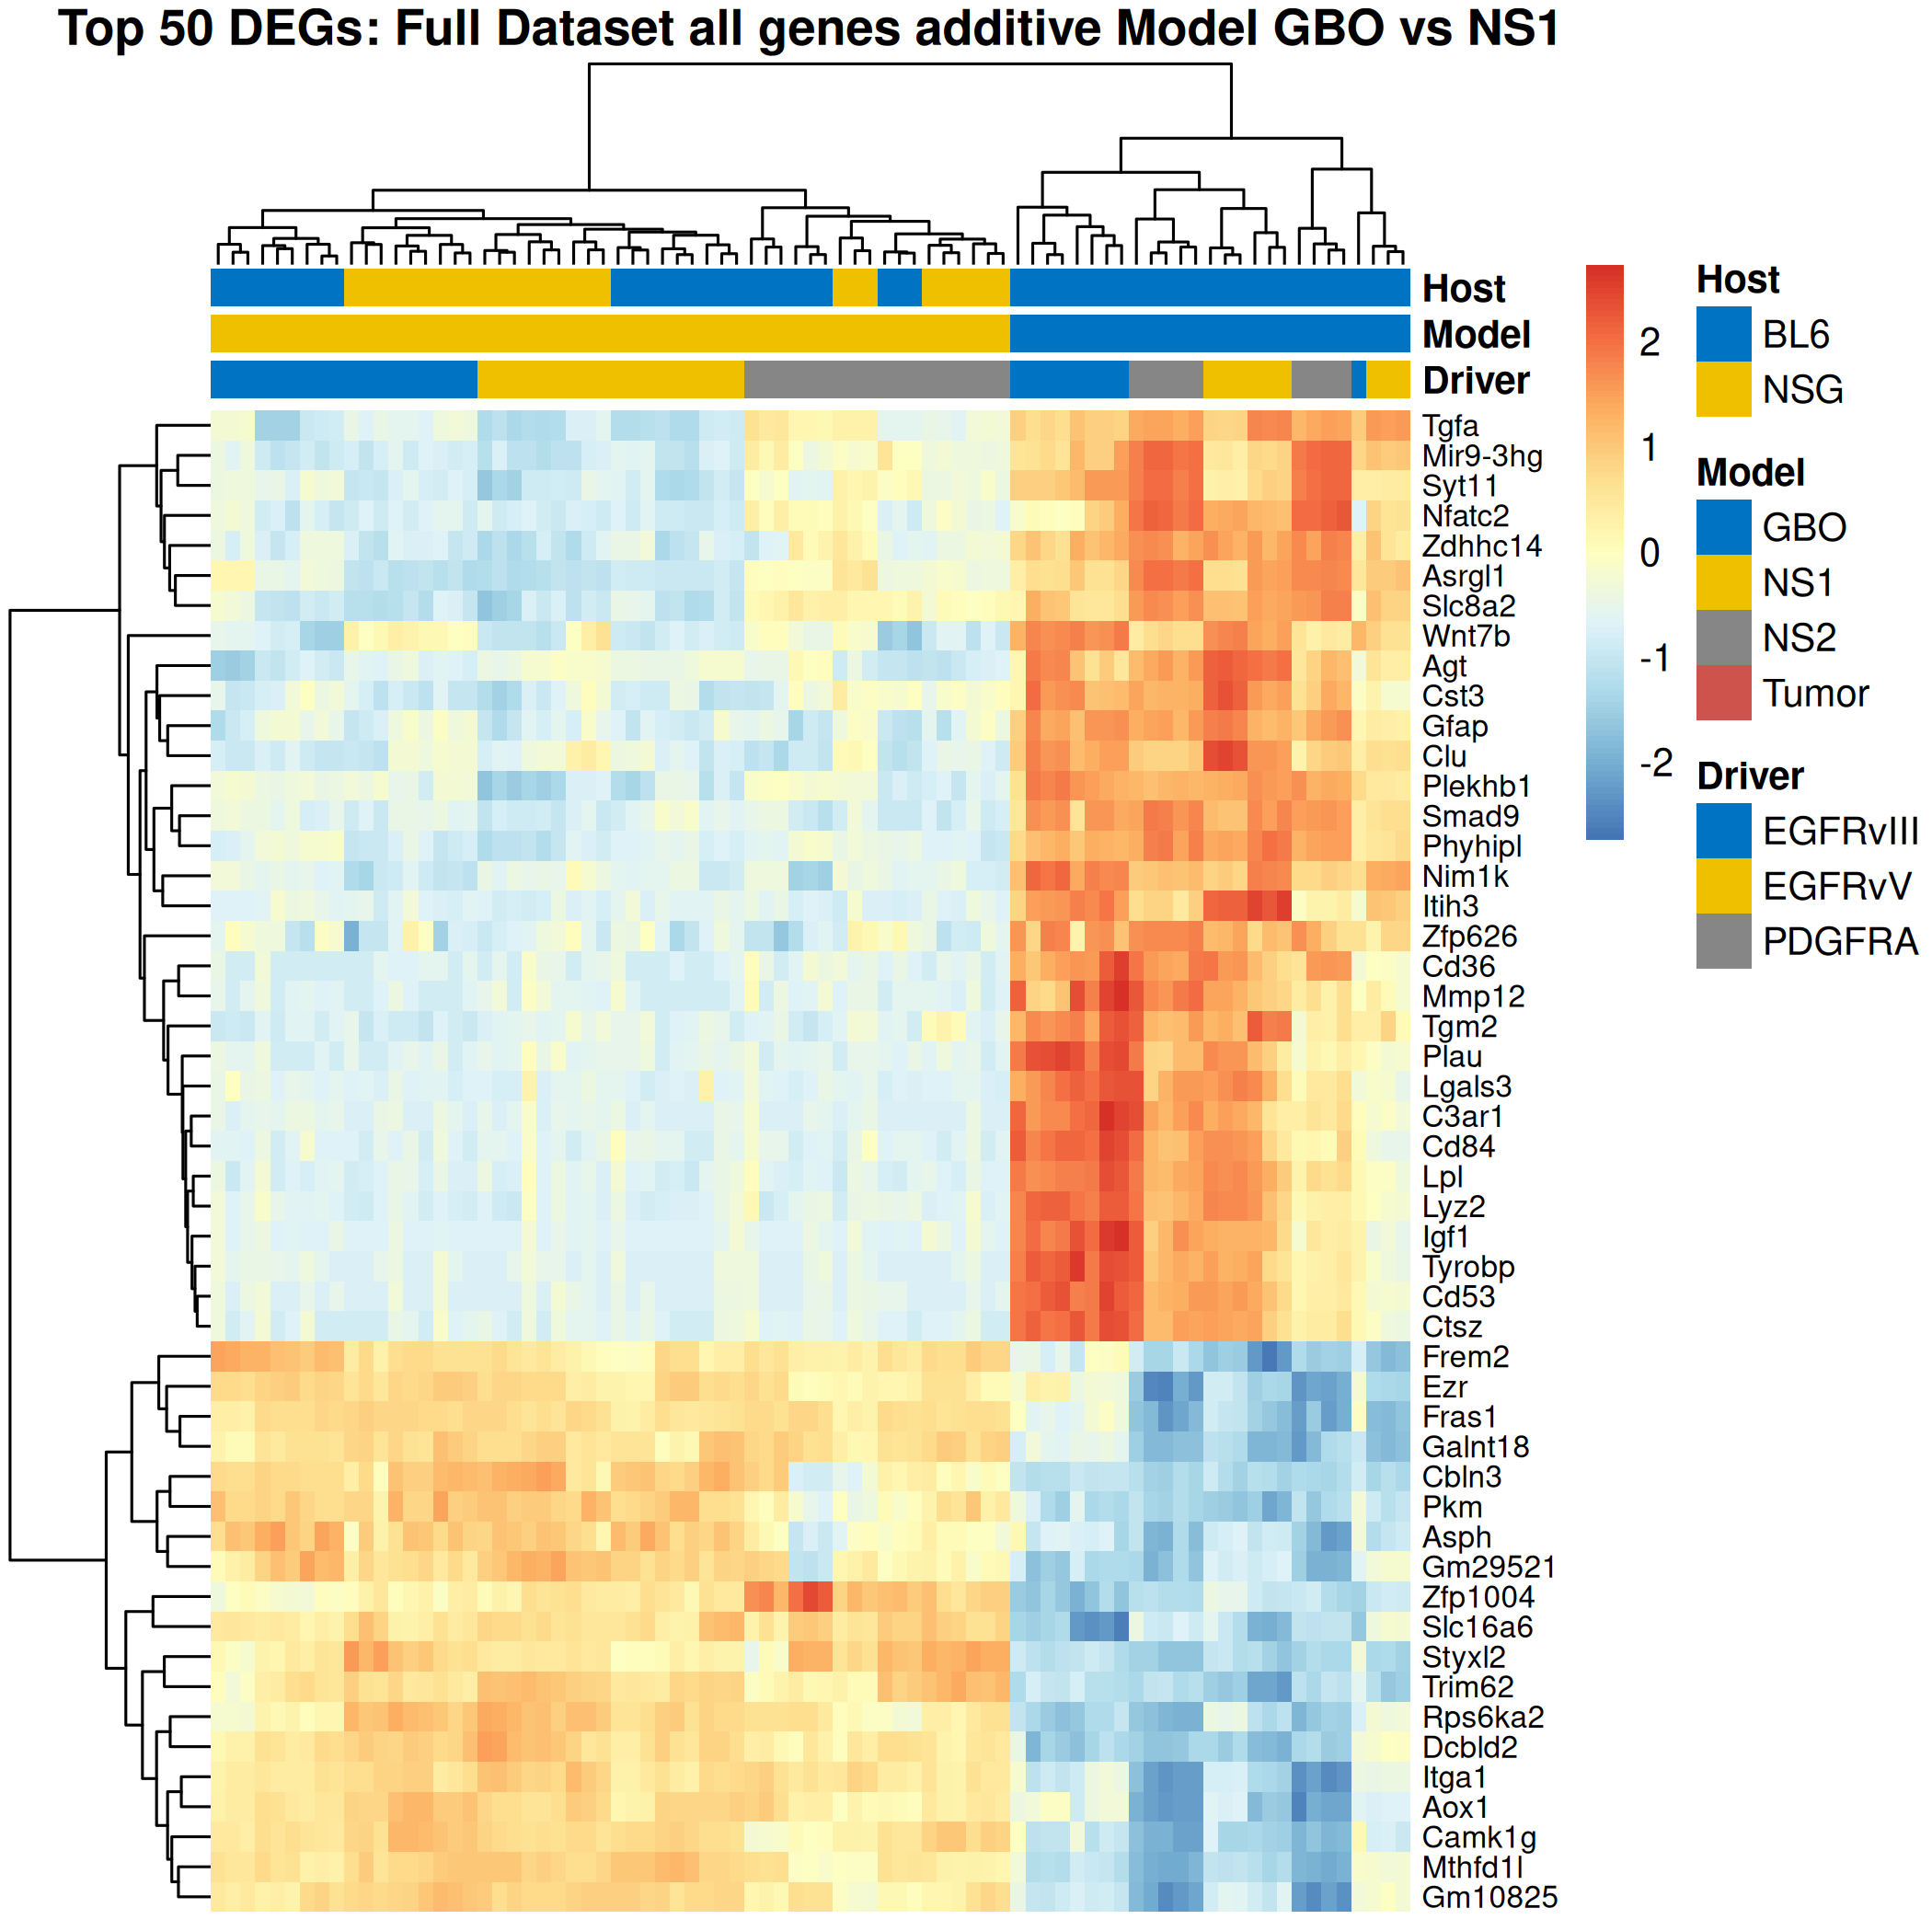 Top 50 DEGs: Full Dataset all genes additive Model GBO vs NS1
Host
Model
Driver
Tgfa
Mir9-3hg
Syt11
Nfatc2
Zdhhc14
Asrgl1
Slc8a2
Wnt7b
Agt
Cst3
Gfap
Clu
Plekhb1
Smad9
Phyhipl
Nim1k
Itih3
Zfp626
Cd36
Mmp12
Tgm2
Plau
Lgals3
C3ar1
Cd84
Lpl
Lyz2
Igf1
Tyrobp
Cd53
Ctsz
Frem2
Ezr
Fras1
Galnt18
Cbln3
Pkm
Asph
Gm29521
Zfp1004
Slc16a6
Styxl2
Trim62
Rps6ka2
Dcbld2
Itga1
Aox1
Camk1g
Mthfd1l
Gm10825
2
1
0
-1
-2
Host
BL6
NSG
Model
GBO
NS1
NS2
Tumor
Driver
EGFRvIII
EGFRvV
PDGFRA